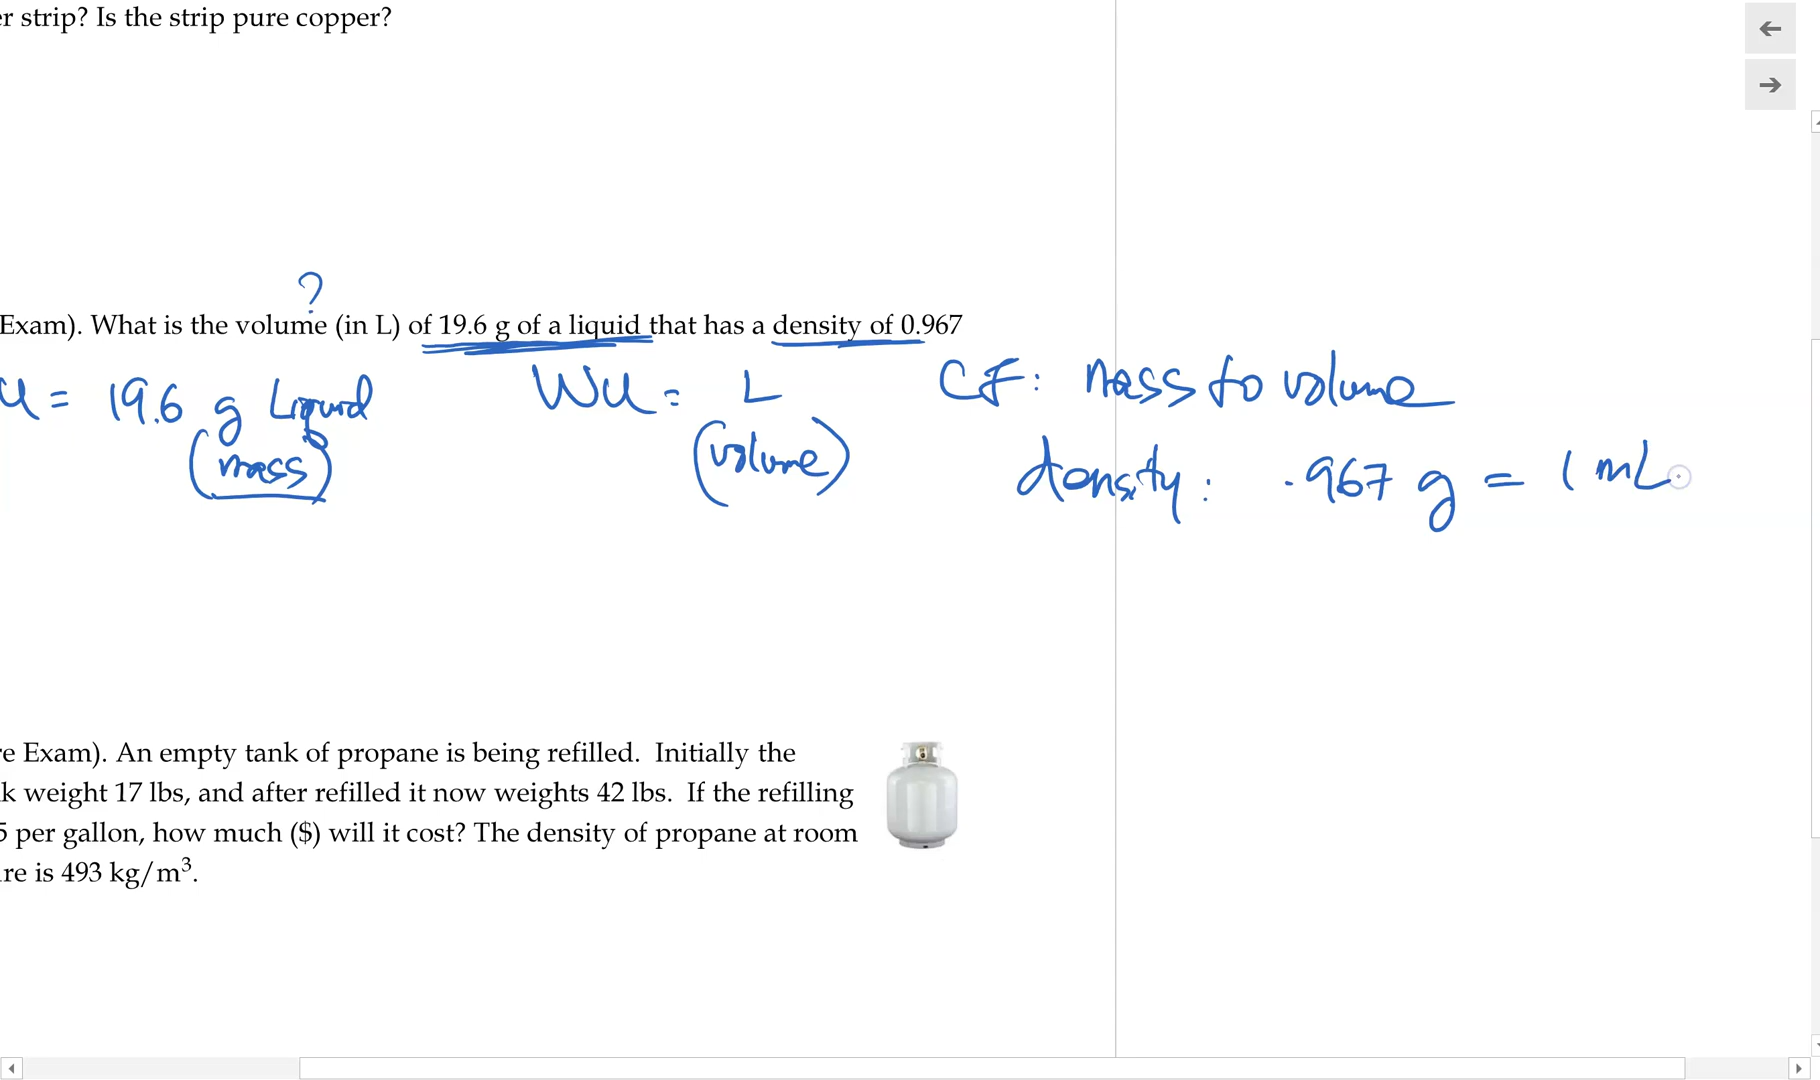 er strip? Is the strip pure copper?
?
Exam). What is the volume (in L) of 19.6 g of a liquid that has a density of 0.967
u = 19.6 g Liquid
(mass)
WU = L
(volume)
CF: Mass to volume
density: .967 g = 1 mL
re Exam). An empty tank of propane is being refilled. Initially the
k weight 17 lbs, and after refilled it now weights 42 lbs. If the refilling
5 per gallon, how much ($) will it cost? The density of propane at room
re is 493 kg/m³.